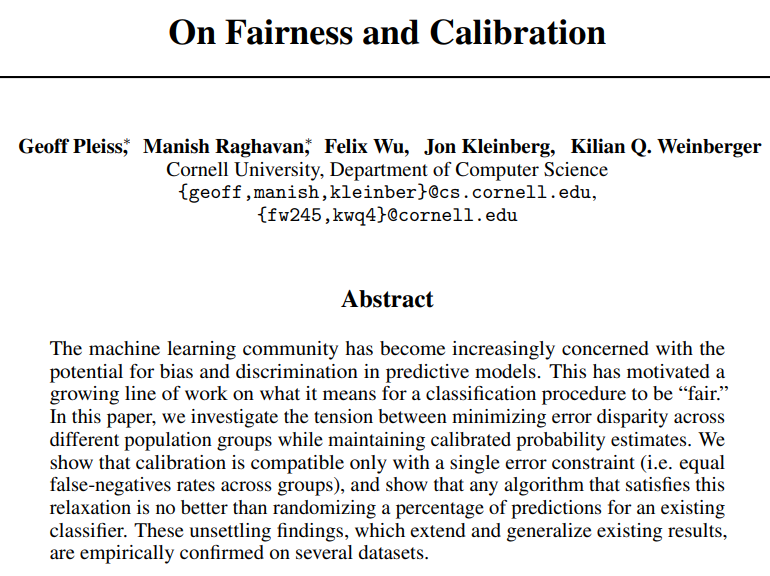 On Fairness and Calibration
Geoff Pleiss,* Manish Raghavan,* Felix Wu, Jon Kleinberg, Kilian Q. Weinberger
Cornell University, Department of Computer Science
{geoff,manish,kleinber}@cs.cornell.edu,
{fw245,kwq4}@cornell.edu
Abstract
The machine learning community has become increasingly concerned with the
potential for bias and discrimination in predictive models. This has motivated a
growing line of work on what it means for a classification procedure to be “fair.”
In this paper, we investigate the tension between minimizing error disparity across
different population groups while maintaining calibrated probability estimates. We
show that calibration is compatible only with a single error constraint (i.e. equal
false-negatives rates across groups), and show that any algorithm that satisfies this
relaxation is no better than randomizing a percentage of predictions for an existing
classifier. These unsettling findings, which extend and generalize existing results,
are empirically confirmed on several datasets.